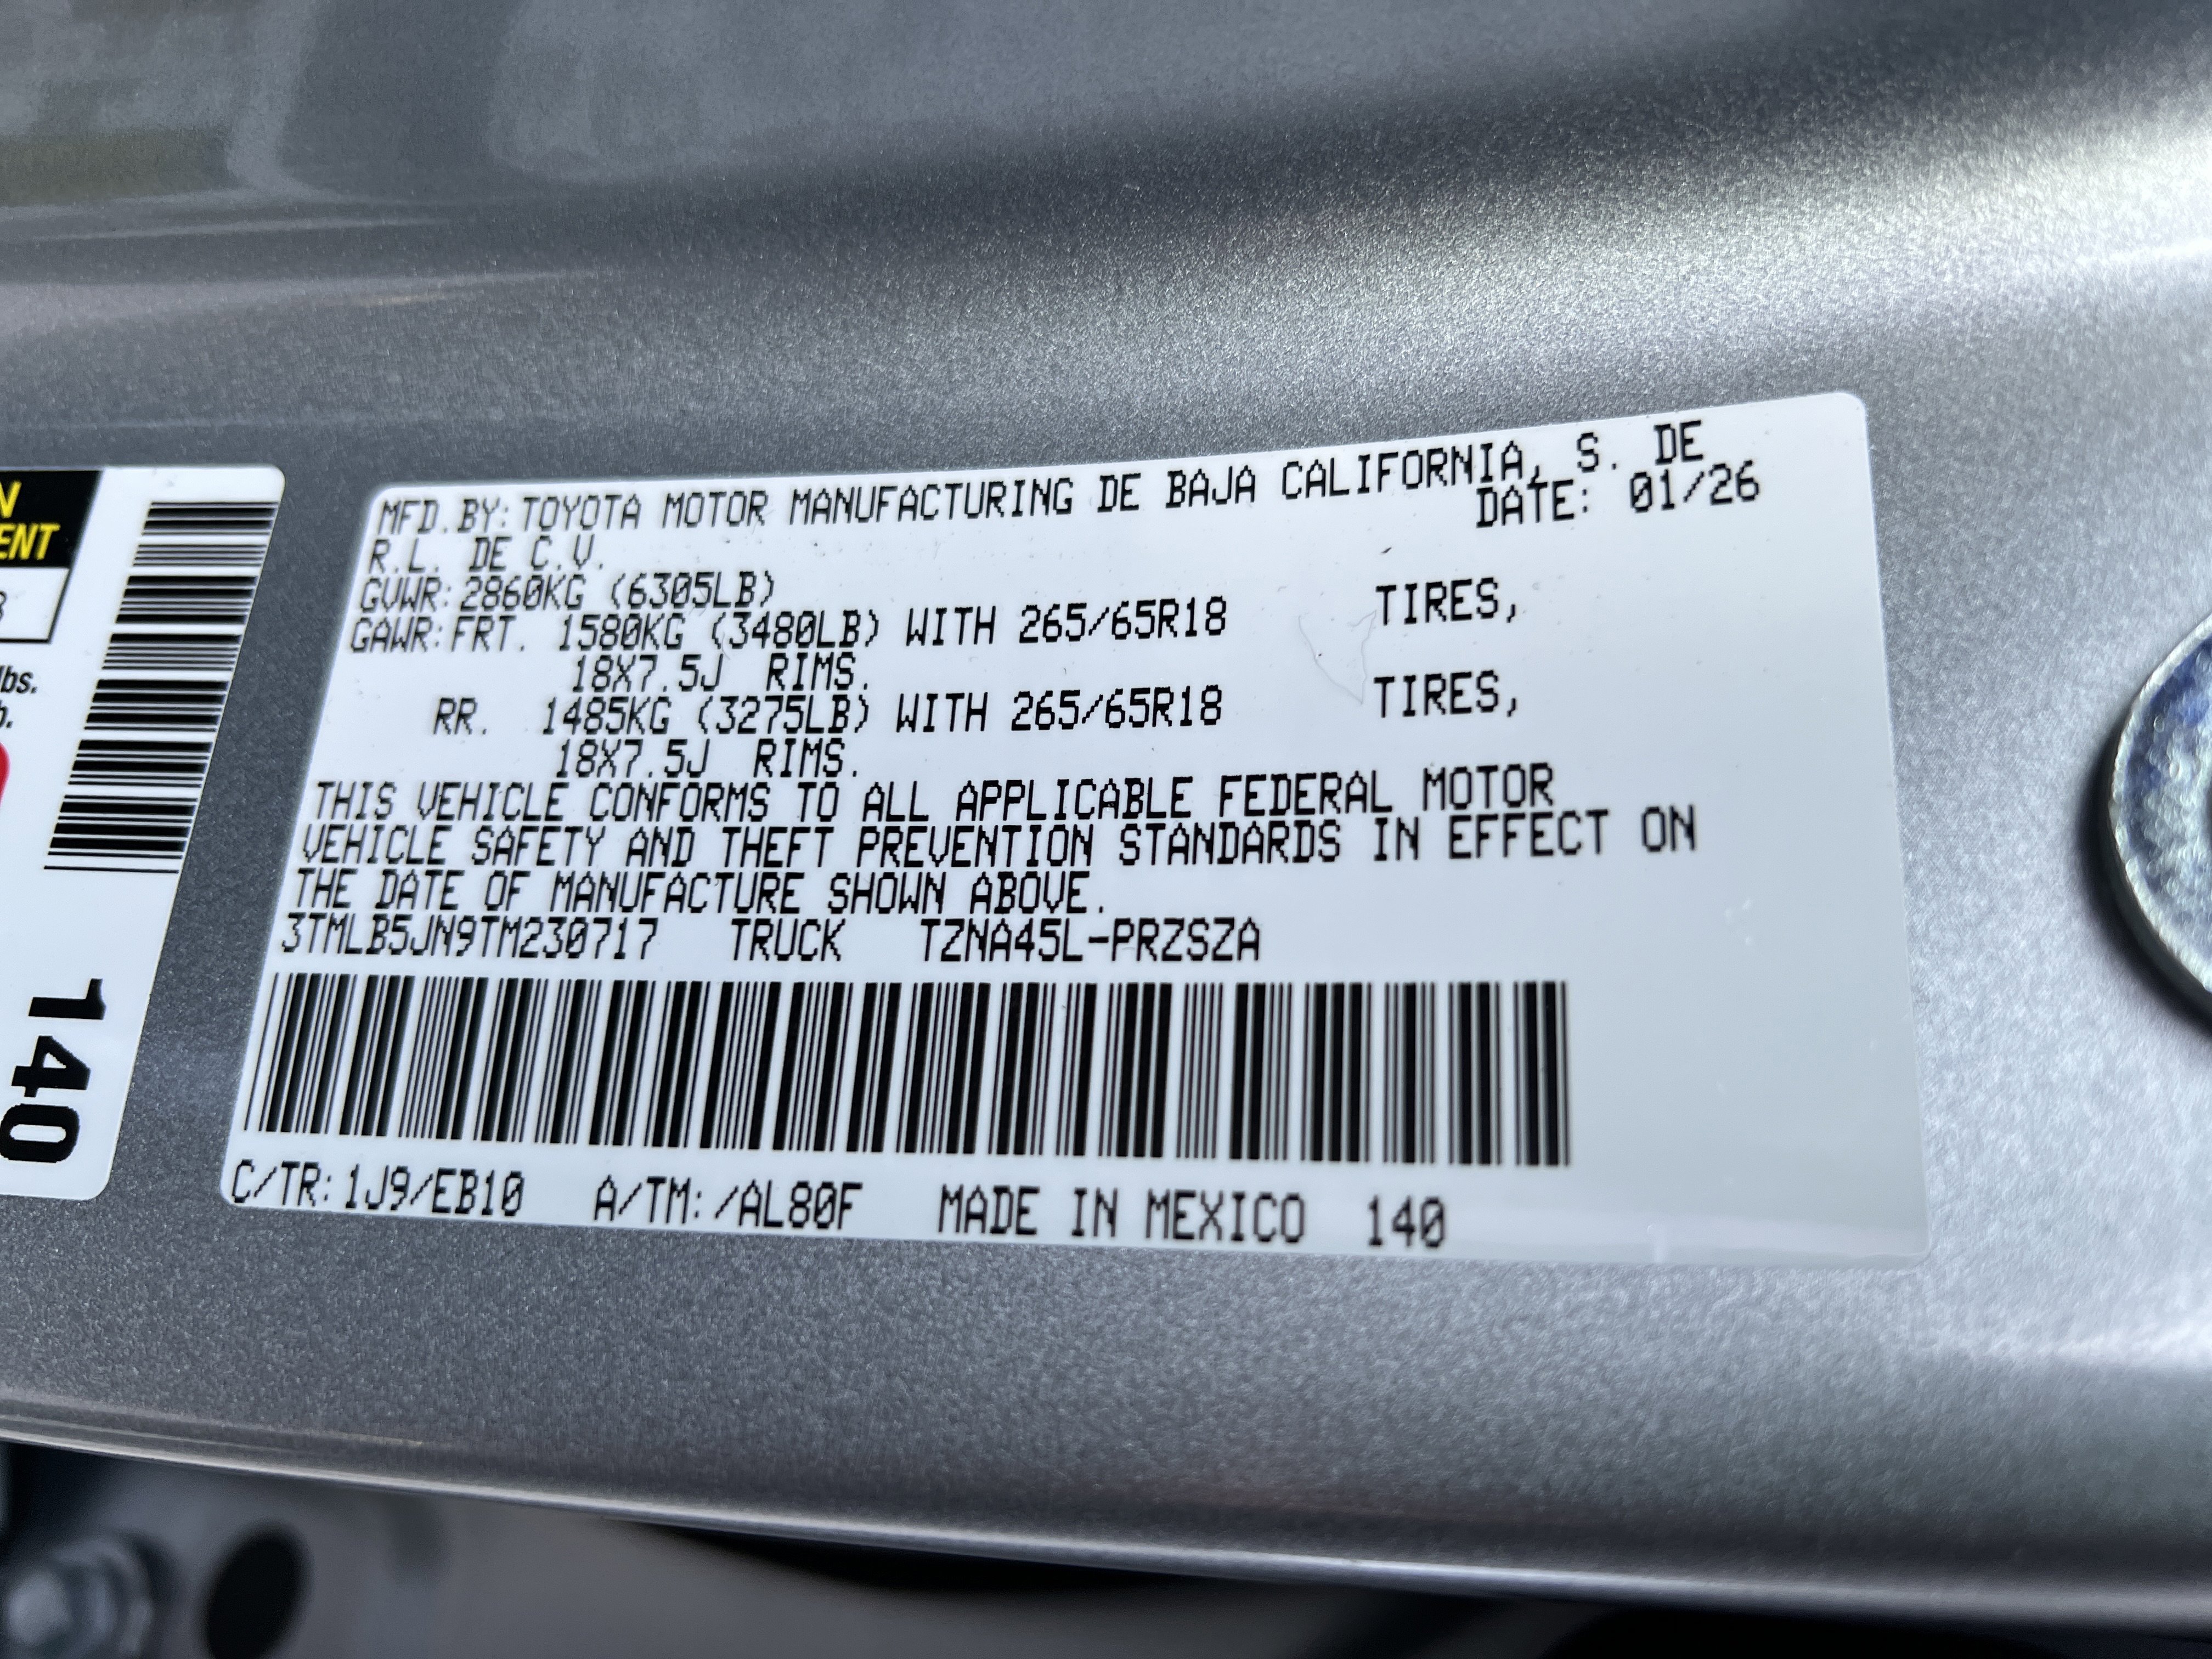 N
ENT
lbs.
b.
140
MFD.BY:TOYOTA MOTOR MANUFACTURING DE BAJA CALIFORNIA, S. DE
R.L. DE C.V. DATE: 01/26
GVWR:2860KG (6305LB)
GAWR:FRT. 1580KG (3480LB) WITH 265/65R18 TIRES,
18X7.5J RIMS.
RR. 1485KG (3275LB) WITH 265/65R18 TIRES,
18X7.5J RIMS.
THIS VEHICLE CONFORMS TO ALL APPLICABLE FEDERAL MOTOR
VEHICLE SAFETY AND THEFT PREVENTION STANDARDS IN EFFECT ON
THE DATE OF MANUFACTURE SHOWN ABOVE.
3TMLB5JN9TM230717 TRUCK TZNA45L-PRZSZA
C/TR:1J9/EB10 A/TM:/AL80F MADE IN MEXICO 140